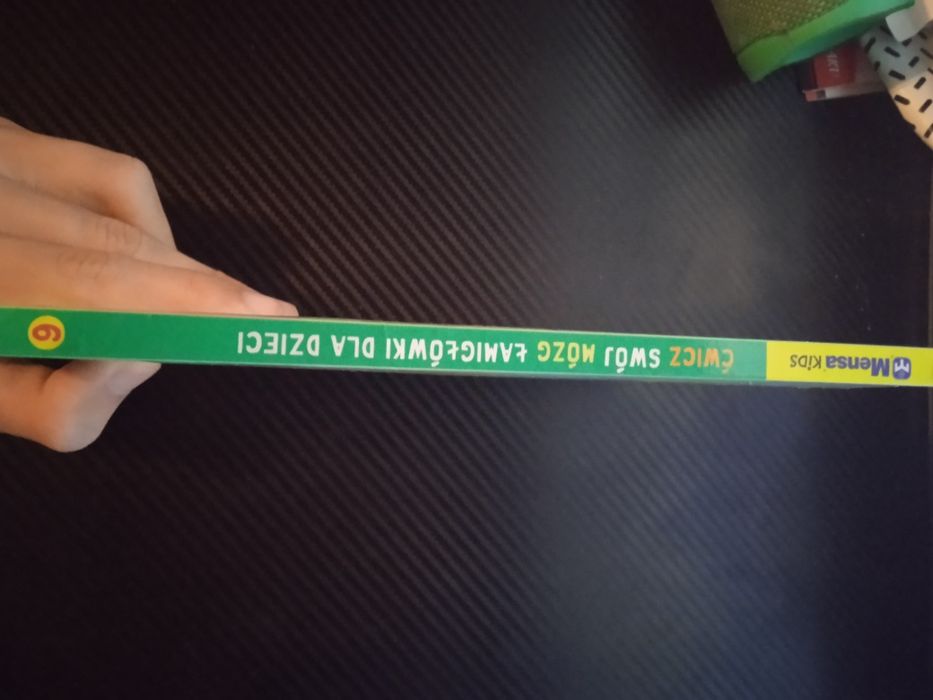 Mensa KiDS
ĆWICZ SWÓJ MÓZG ŁAMIGŁÓWKI DLA DZIECI
6